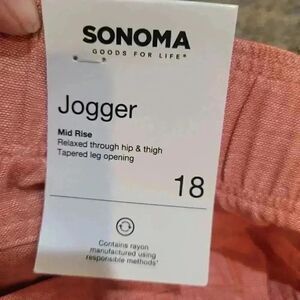 SONOMA
GOODS FOR LIFE®
Jogger
Mid Rise
Relaxed through hip & thigh
Tapered leg opening
18
Contains rayon
manufactured using
responsible methods*